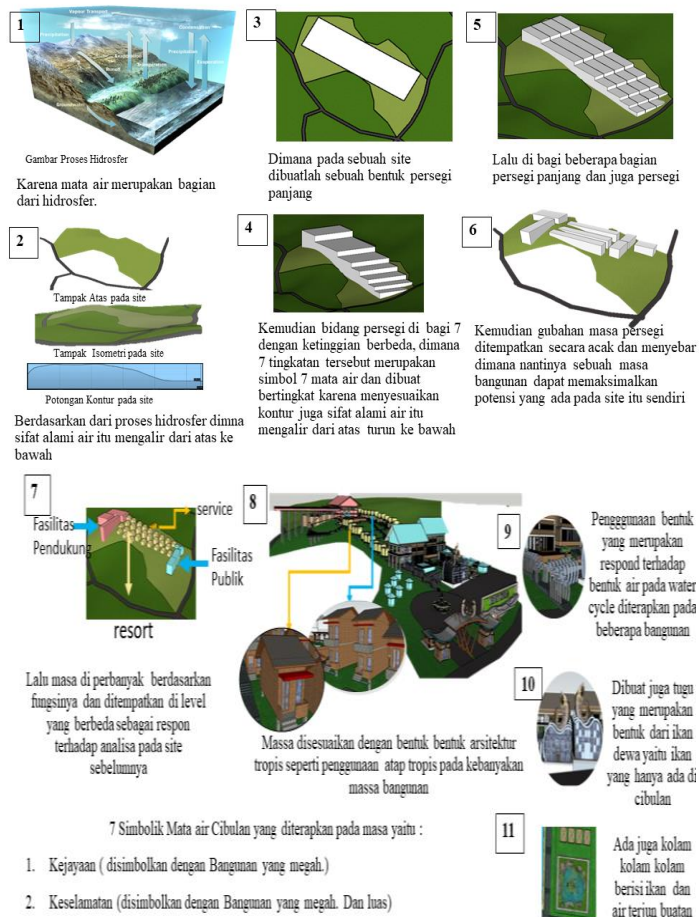 1
Vapour Transport
Precipitation
Precipitation
Evaporation
Gambar Proses Hidrosfer
Karena mata air merupakan bagian
dari hidrosfer.
2
Tampak Atas pada site
Tampak Isometri pada site
Potongan Kontur pada site
Berdasarkan dari proses hidrosfer dimna
sifat alami air itu mengalir dari atas ke
bawah
3
Dimana pada sebuah site
dibuatlah sebuah bentuk persegi
panjang
4
Kemudian bidang persegi di bagi 7
dengan ketinggian berbeda, dimana
7 tingkatan tersebut merupakan
simbol 7 mata air dan dibuat
bertingkat karena menyesuaikan
kontur juga sifat alami air itu
mengalir dari atas turun ke bawah
5
Lalu di bagi beberapa bagian
persegi panjang dan juga persegi
6
Kemudian gubahan masa persegi
ditempatkan secara acak dan menyebar
dimana nantinya sebuah masa
bangunan dapat memaksimalkan
potensi yang ada pada site itu sendiri
7
service
Fasilitas
Pendukung
Fasilitas
Publik
resort
Lalu masa di perbanyak berdasarkan
fungsinya dan ditempatkan di level
yang berbeda sebagai respon
terhadap analisa pada site
sebelumnya
8
Massa disesuaikan dengan bentuk bentuk arsitektur
tropis seperti penggunaan atap tropis pada kebanyakan
massa bangunan
9
Pengggunaan bentuk
yang merupakan
respond terhadap
bentuk air pada water
cycle diterapkan pada
beberapa bangunan
10
Dibuat juga tugu
yang merupakan
bentuk dari ikan
dewa yaitu ikan
yang hanya ada di
cibulan
7 Simbolik Mata air Cibulan yang diterapkan pada masa yaitu :
1. Kejayaan ( disimbolkan dengan Bangunan yang megah.)
2. Keselamatan (disimbolkan dengan Bangunan yang megah. Dan luas)
11
Ada juga kolam
kolam kolam
berisi ikan dan
air terjun buatan